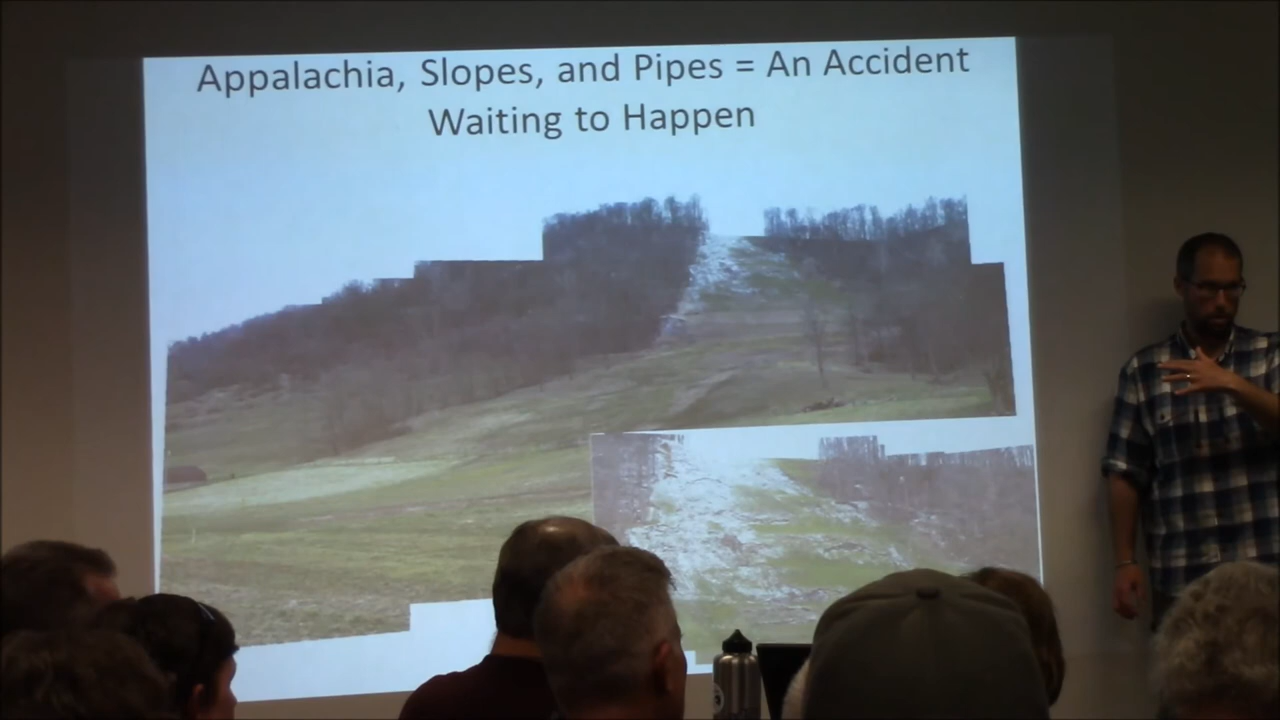 Appalachia, Slopes, and Pipes = An Accident
Waiting to Happen